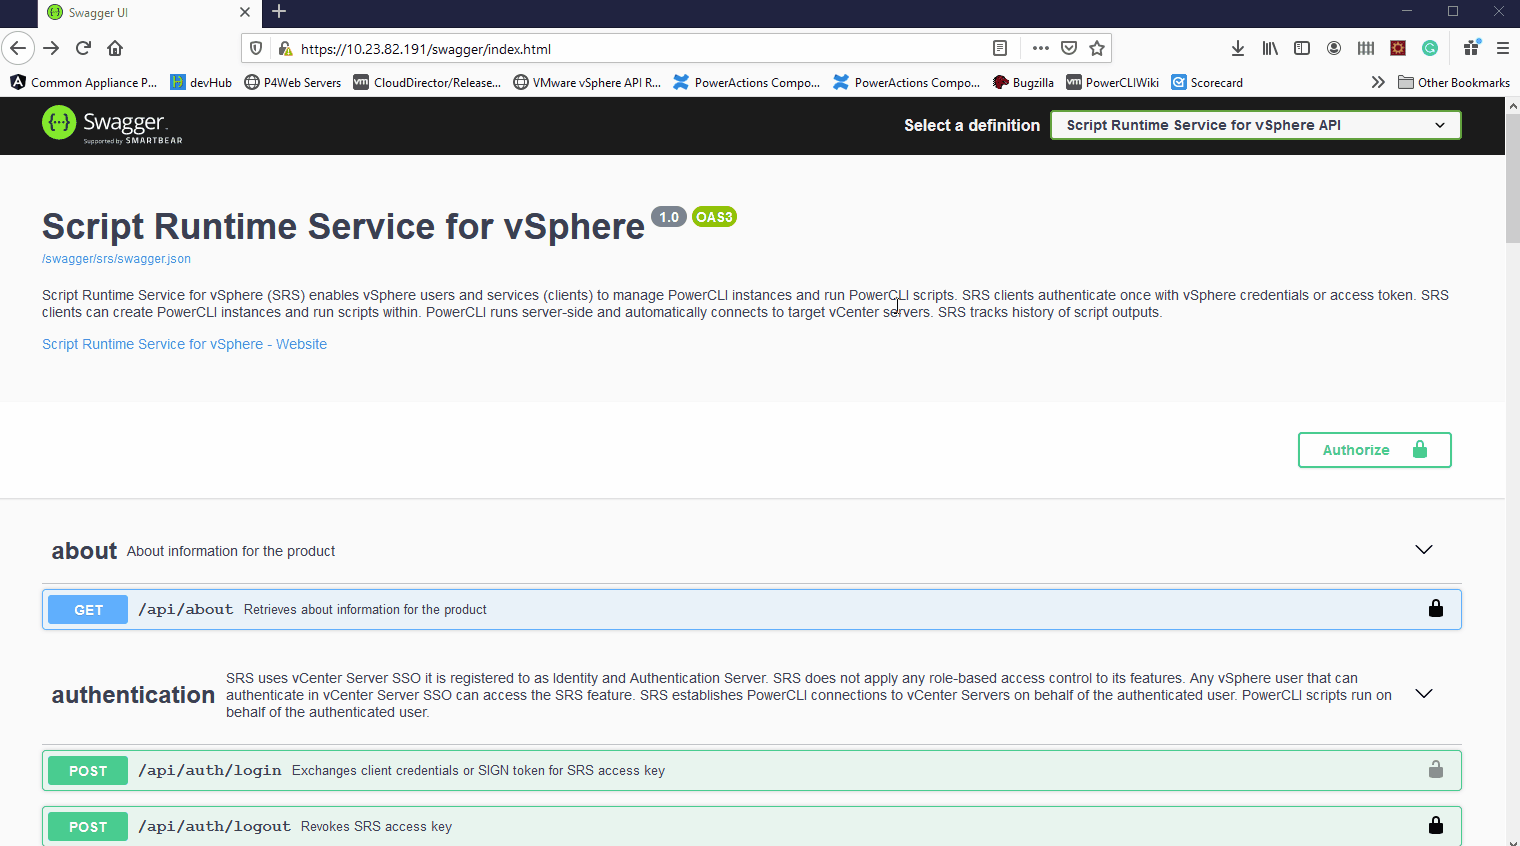 Swagger UI
https://10.23.82.191/swagger/index.html
Common Appliance P... devHub P4Web Servers CloudDirector/Release... VMware vSphere API R... PowerActions Compo... PowerActions Compo... Bugzilla PowerCLIWiki Scorecard Other Bookmarks
Swagger
Supported by SMARTBEAR
Select a definition Script Runtime Service for vSphere API
Script Runtime Service for vSphere 1.0 OAS3
/swagger/srs/swagger.json
Script Runtime Service for vSphere (SRS) enables vSphere users and services (clients) to manage PowerCLI instances and run PowerCLI scripts. SRS clients authenticate once with vSphere credentials or access token. SRS
clients can create PowerCLI instances and run scripts within. PowerCLI runs server-side and automatically connects to target vCenter servers. SRS tracks history of script outputs.
Script Runtime Service for vSphere - Website
Authorize
about About information for the product
GET /api/about Retrieves about information for the product
authentication
SRS uses vCenter Server SSO it is registered to as Identity and Authentication Server. SRS does not apply any role-based access control to its features. Any vSphere user that can
authenticate in vCenter Server SSO can access the SRS feature. SRS establishes PowerCLI connections to vCenter Servers on behalf of the authenticated user. PowerCLI scripts run on
behalf of the authenticated user.
POST /api/auth/login Exchanges client credentials or SIGN token for SRS access key
POST /api/auth/logout Revokes SRS access key